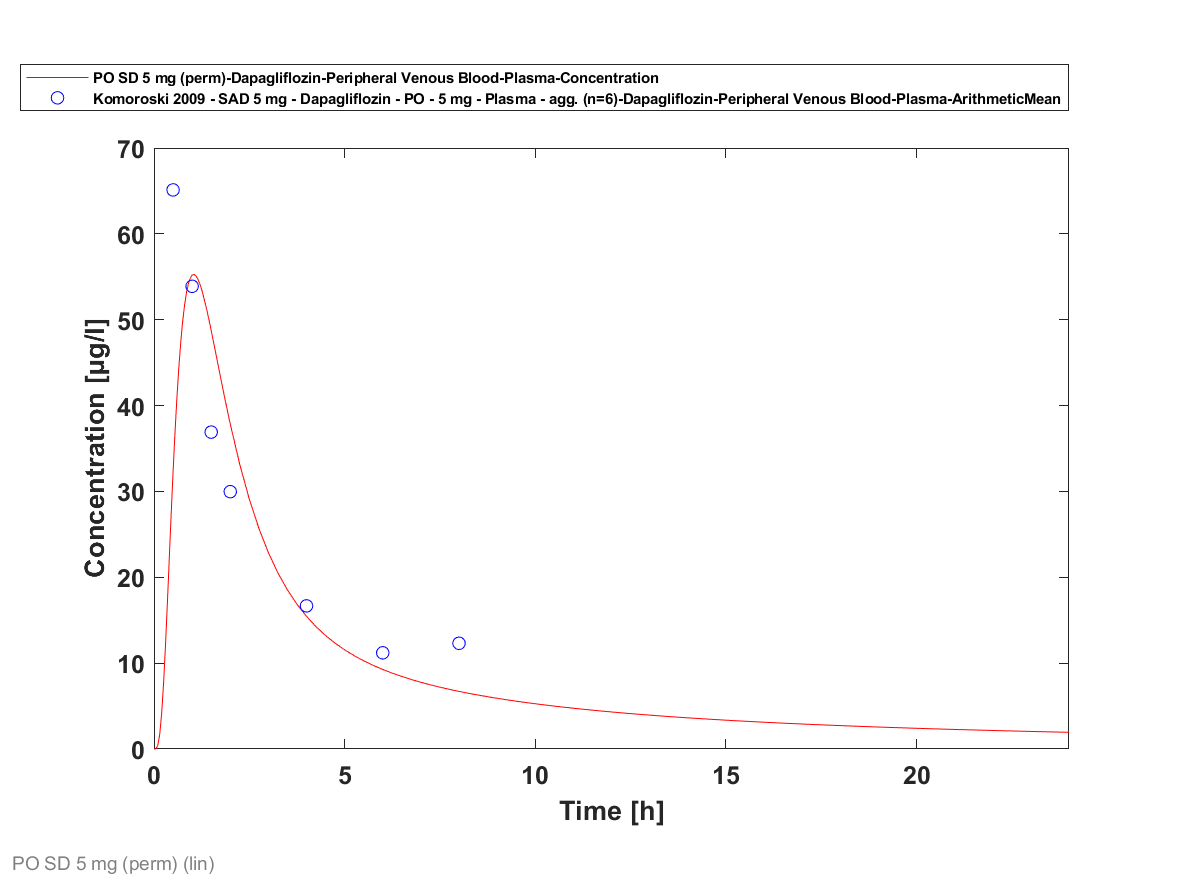 PO SD 5 mg (perm)-Dapagliflozin-Peripheral Venous Blood-Plasma-Concentration
Komoroski 2009 - SAD 5 mg - Dapagliflozin - PO - 5 mg - Plasma - agg. (n=6)-Dapagliflozin-Peripheral Venous Blood-Plasma-ArithmeticMean
70
60
50
40
30
20
10
0
Concentration [µg/l]
0 5 10 15 20
Time [h]
PO SD 5 mg (perm) (lin)